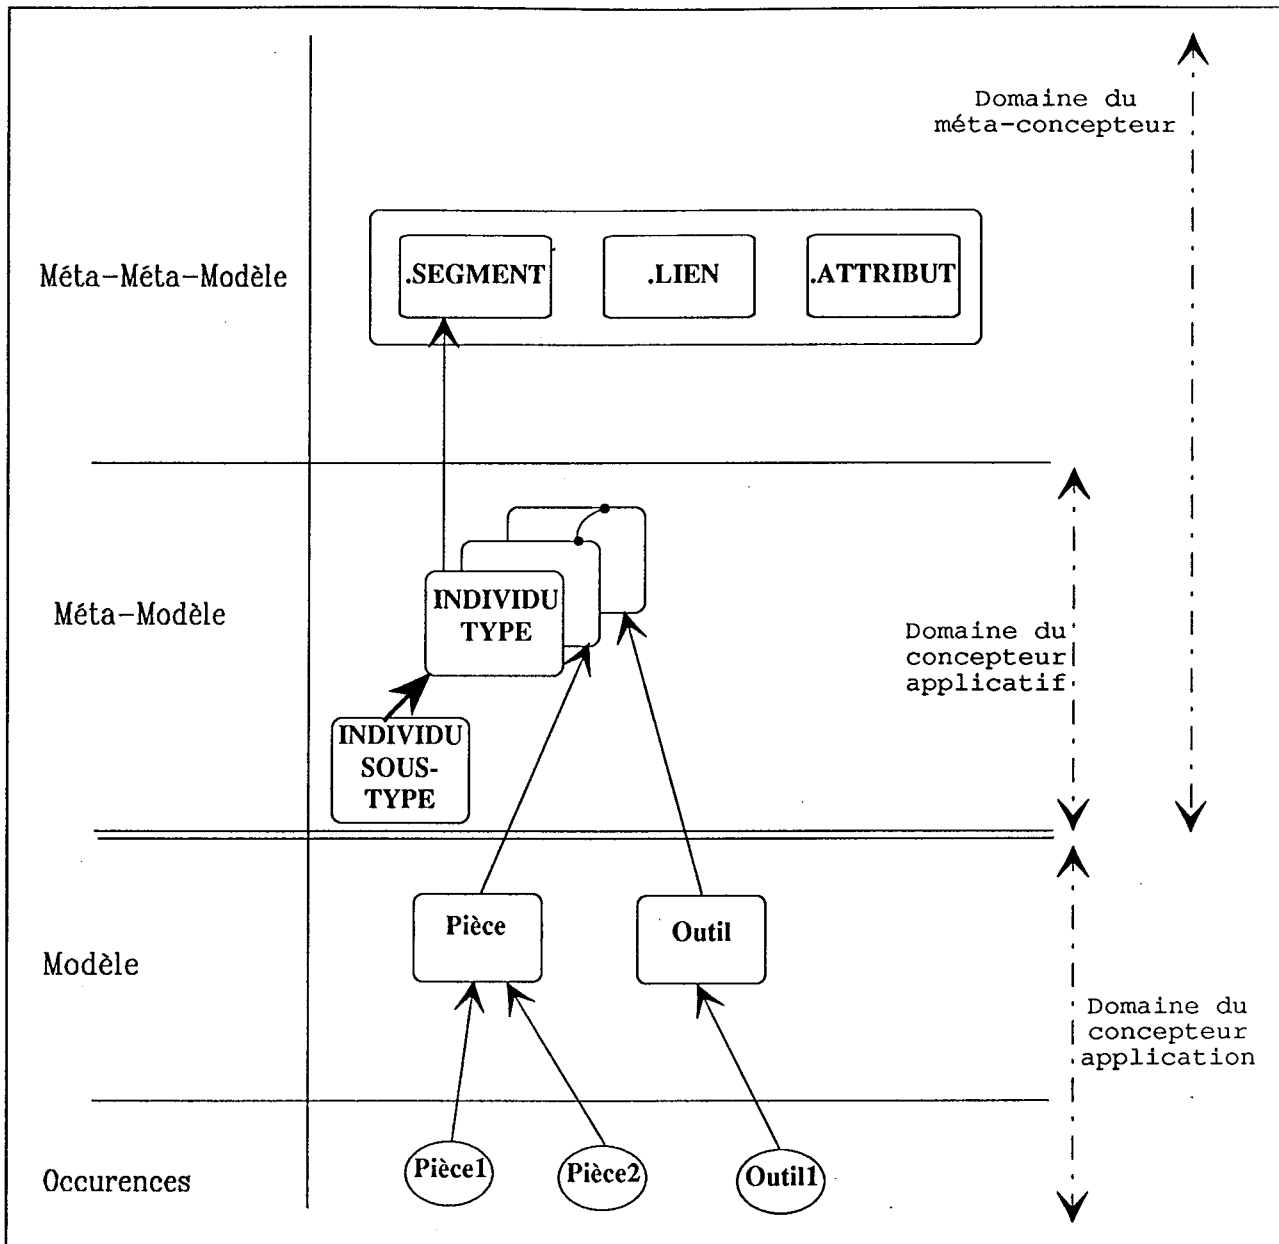 Domaine du
méta-concepteur
Méta-Méta-Modèle
.SEGMENT
.LIEN
.ATTRIBUT
Méta-Modèle
INDIVIDU
TYPE
Domaine du
concepteur
applicatif
INDIVIDU
SOUS-
TYPE
Modèle
Pièce
Outil
Domaine du
concepteur
application
Occurences
Pièce1
Pièce2
Outil1